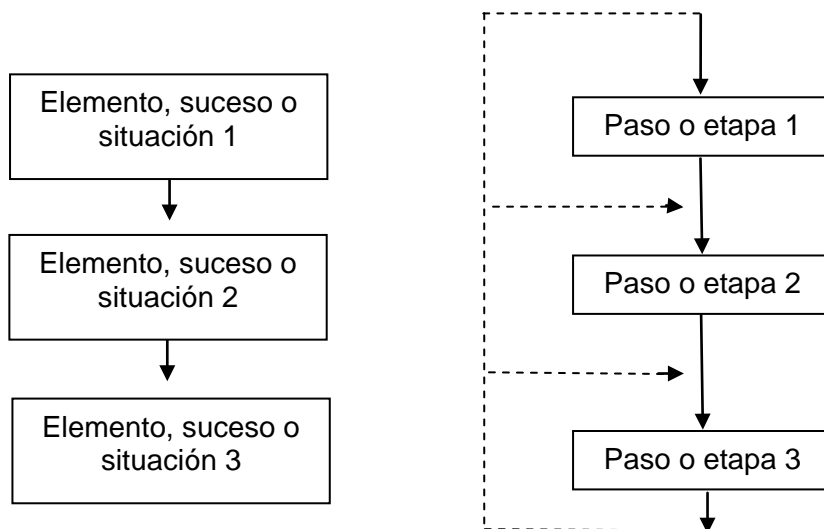 Elemento, suceso o
situación 1
Elemento, suceso o
situación 2
Elemento, suceso o
situación 3
Paso o etapa 1
Paso o etapa 2
Paso o etapa 3